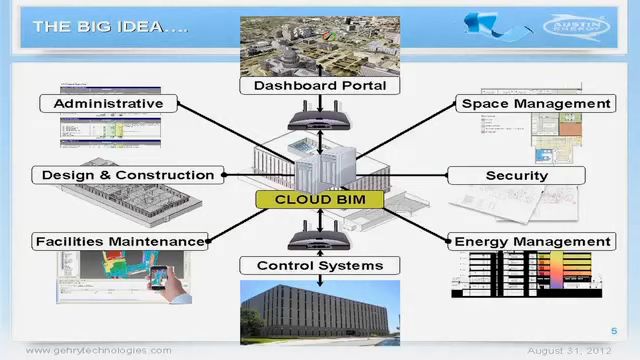 THE BIG IDEA....
AUSTIN
ENERGY
Dashboard Portal
Administrative
Space Management
Design & Construction
Security
CLOUD BIM
Facilities Maintenance
Energy Management
Control Systems
5
www.gehrytechnologies.com
August 31, 2012